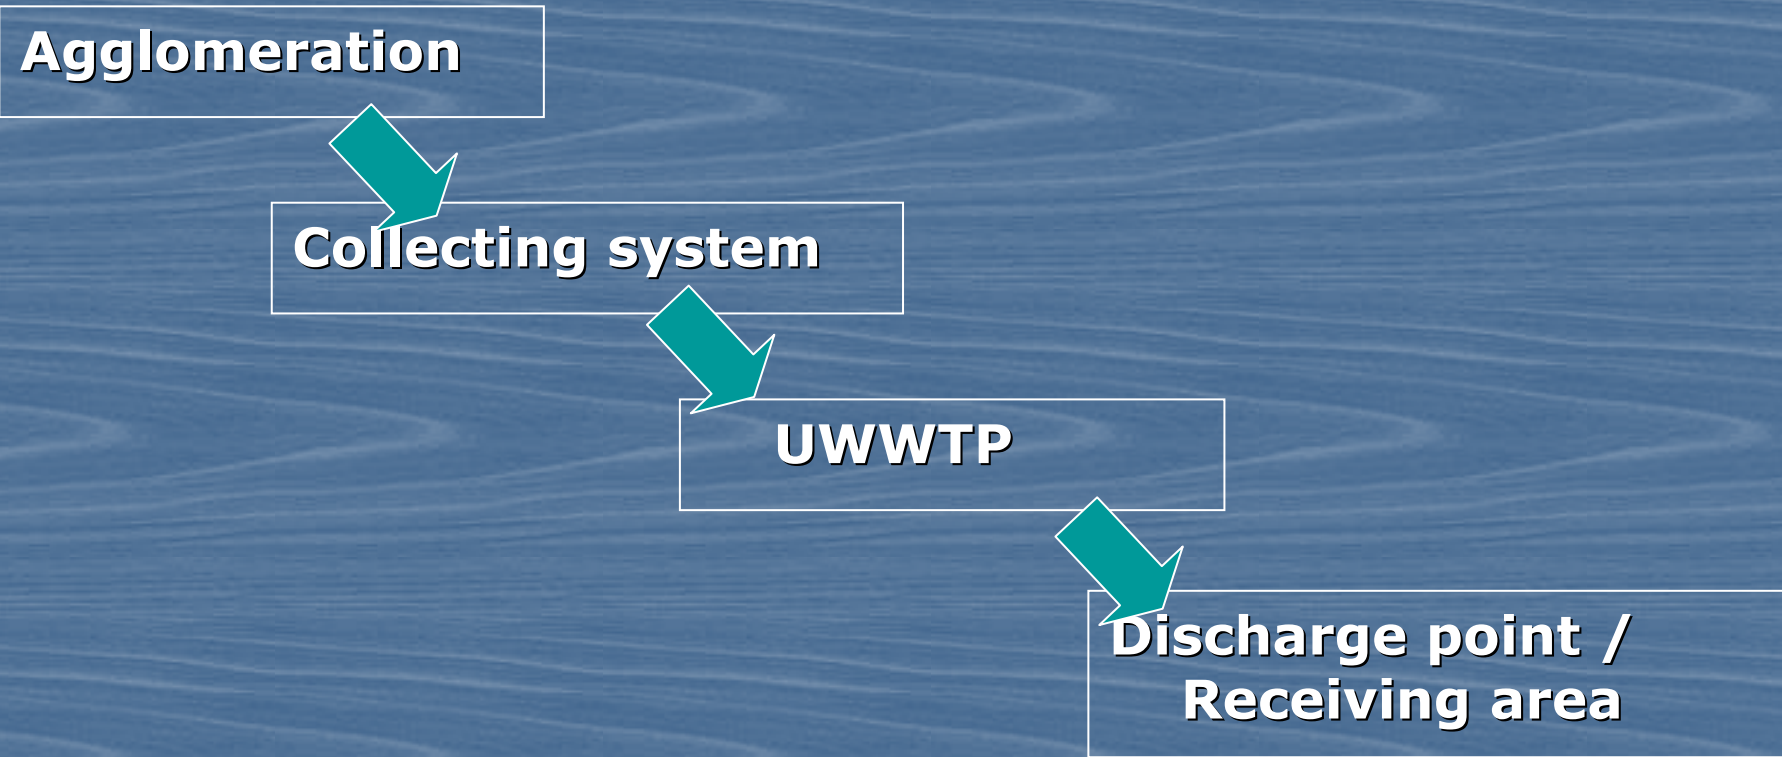 Agglomeration
Collecting system
UWWTP
Discharge point /
Receiving area